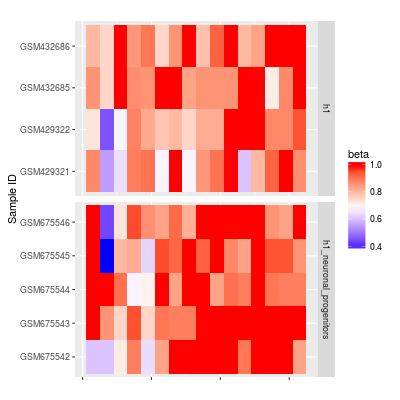 GSM432686
GSM432685
GSM429322
GSM429321
h1
GSM675546
GSM675545
GSM675544
GSM675543
GSM675542
h1_neuronal_progenitors
Sample ID
beta
1.0
0.8
0.6
0.4